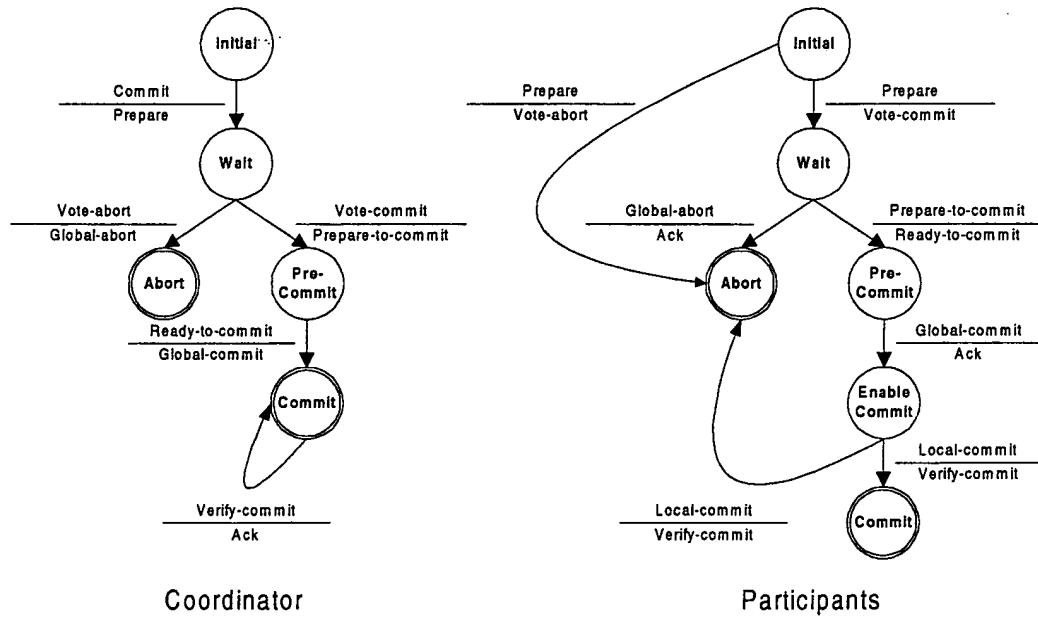 Initial
Commit
Prepare
Wait
Vote-abort
Global-abort
Vote-commit
Prepare-to-commit
Abort
Pre-
Commit
Ready-to-commit
Global-commit
Commit
Verify-commit
Ack
Coordinator
Initial
Prepare
Vote-abort
Prepare
Vote-commit
Wait
Global-abort
Ack
Prepare-to-commit
Ready-to-commit
Abort
Pre-
Commit
Global-commit
Ack
Enable
Commit
Local-commit
Verify-commit
Local-commit
Verify-commit
Commit
Participants